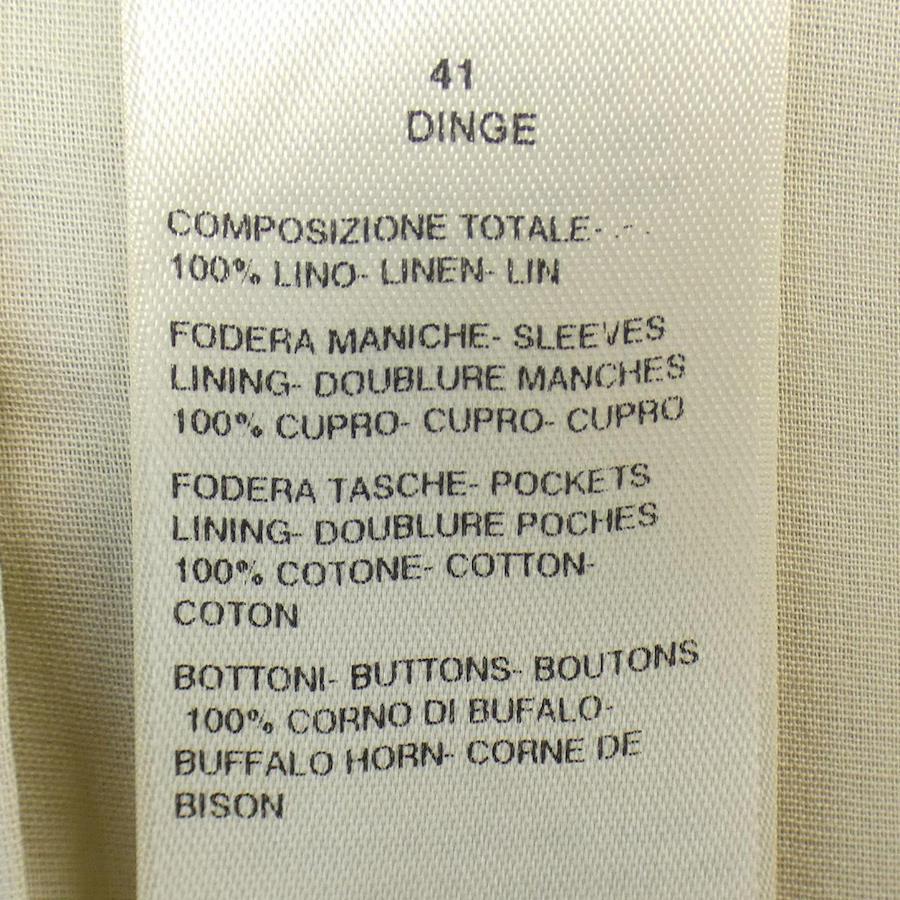 41
DINGE
COMPOSIZIONE TOTALE- .-.
100% LINO- LINEN- LIN
FODERA MANICHE- SLEEVES
LINING- DOUBLURE MANCHES
100% CUPRO- CUPRO- CUPRO
FODERA TASCHE- POCKETS
LINING- DOUBLURE POCHES
100% COTONE- COTTON-
COTON
BOTTONI- BUTTONS- BOUTONS
100% CORNO DI BUFALO-
BUFFALO HORN- CORNE DE
BISON